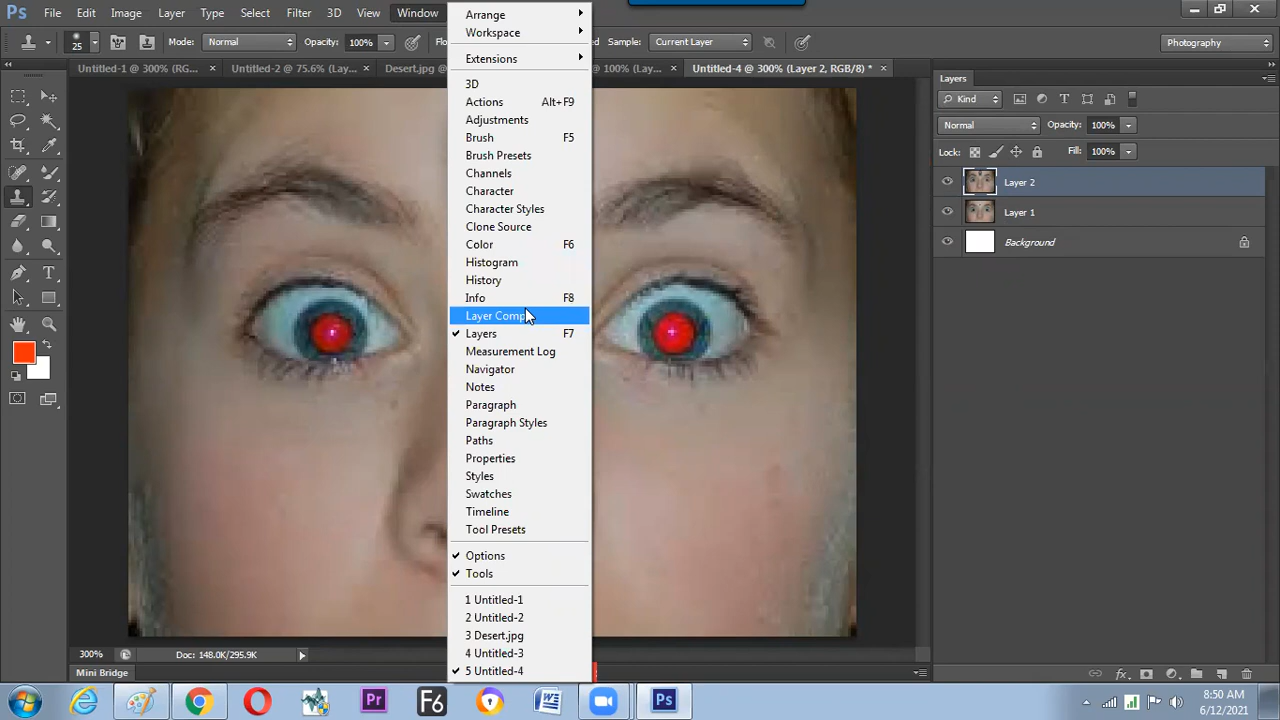 Ps File Edit Image Layer Type Select Filter 3D View Window
25 Mode: Normal Opacity: 100% Sample: Current Layer Photography
Untitled-1 @ 300% (RG... × Untitled-2 @ 75.6% (Lay... × Desert.jpg @ @ 100% (Layer... × Untitled-4 @ 300% (Layer 2, RGB/8) * ×
Arrange
Workspace
Extensions
3D
Actions Alt+F9
Adjustments
Brush F5
Brush Presets
Channels
Character
Character Styles
Clone Source
Color F6
Histogram
History
Info F8
Layer Comp
Layers F7
Measurement Log
Navigator
Notes
Paragraph
Paragraph Styles
Paths
Properties
Styles
Swatches
Timeline
Tool Presets
Options
Tools
1 Untitled-1
2 Untitled-2
3 Desert.jpg
4 Untitled-3
5 Untitled-4
Layers
Kind
Normal Opacity: 100%
Lock: Fill: 100%
Layer 2
Layer 1
Background
300% Doc: 148.0K/295.9K
Mini Bridge
Pr F6 W Ps
8:50 AM
6/12/2021